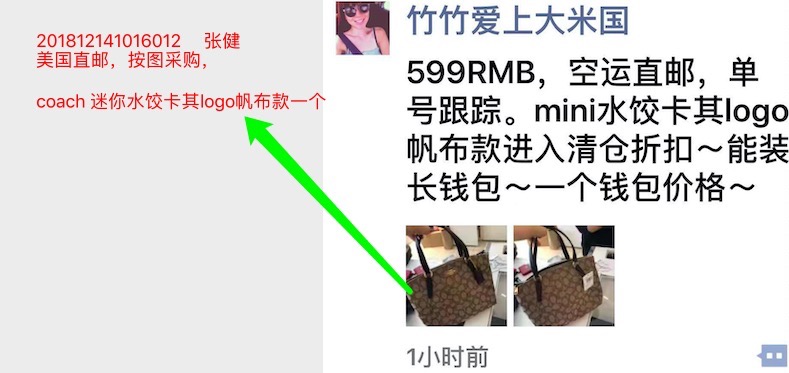 201812141016012 张健
美国直邮，按图采购，
coach 迷你水饺卡其logo帆布款一个
竹竹爱上大米国
599RMB，空运直邮，单
号跟踪。mini水饺卡其logo
帆布款进入清仓折扣～能装
长钱包～一个钱包价格～
1小时前